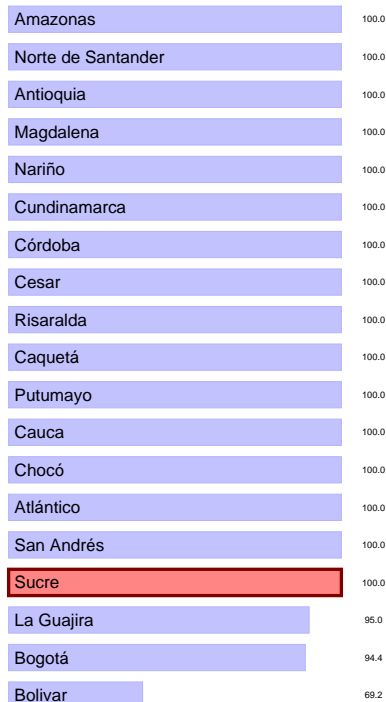 Amazonas 100.0
Norte de Santander 100.0
Antioquia 100.0
Magdalena 100.0
Nariño 100.0
Cundinamarca 100.0
Córdoba 100.0
Cesar 100.0
Risaralda 100.0
Caquetá 100.0
Putumayo 100.0
Cauca 100.0
Chocó 100.0
Atlántico 100.0
San Andrés 100.0
Sucre 100.0
La Guajira 95.0
Bogotá 94.4
Bolivar 69.2